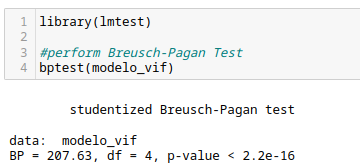 1 library(lmtest)
2
3 #perform Breusch-Pagan Test
4 bptest(modelo_vif)
studentized Breusch-Pagan test
data:  modelo_vif
BP = 207.63, df = 4, p-value < 2.2e-16